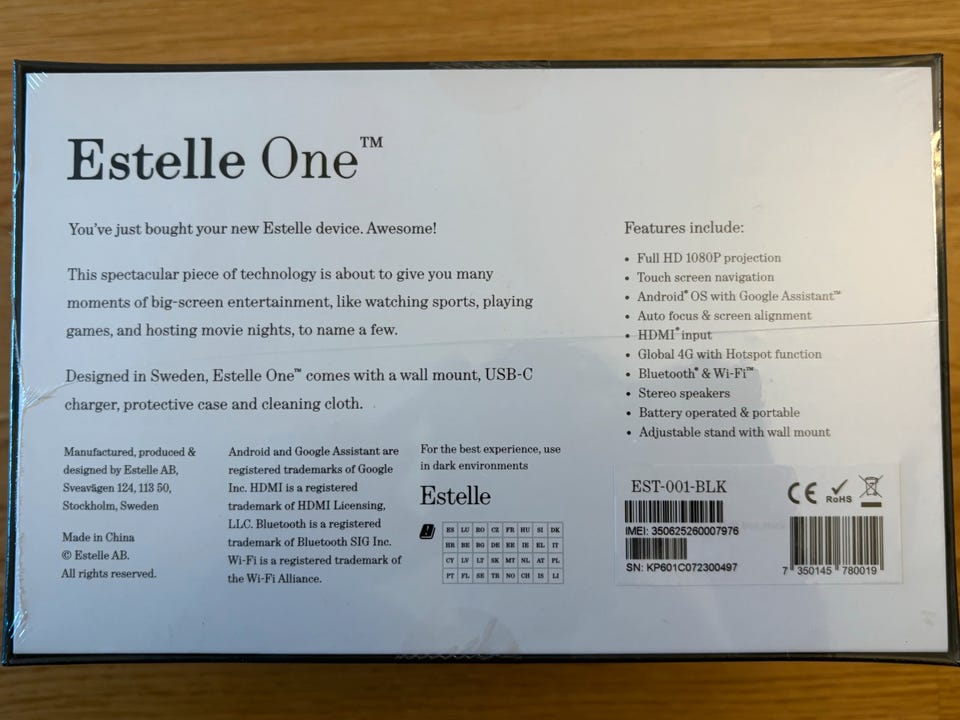 Estelle One™
You've just bought your new Estelle device. Awesome!
This spectacular piece of technology is about to give you many
moments of big-screen entertainment, like watching sports, playing
games, and hosting movie nights, to name a few.
Designed in Sweden, Estelle One™ comes with a wall mount, USB-C
charger, protective case and cleaning cloth.
Features include:
• Full HD 1080P projection
• Touch screen navigation
• Android® OS with Google Assistant™
• Auto focus & screen alignment
• HDMI® input
• Global 4G with Hotspot function
• Bluetooth® & Wi-Fi™
• Stereo speakers
• Battery operated & portable
• Adjustable stand with wall mount
Manufactured, produced &
designed by Estelle AB,
Sveavägen 124, 113 50,
Stockholm, Sweden
Made in China
© Estelle AB.
All rights reserved.
Android and Google Assistant are
registered trademarks of Google
Inc. HDMI is a registered
trademark of HDMI Licensing,
LLC. Bluetooth is a registered
trademark of Bluetooth SIG Inc.
Wi-Fi is a registered trademark of
the Wi-Fi Alliance.
For the best experience, use
in dark environments
Estelle
ES LU RO CZ FR HU SI DK
HR BE BG DE EE IE EL IT
CY LV LT SK MT NL AT PL
PT FL SE TR NO CH IS LI
EST-001-BLK
IMEI: 350625260007976
SN: KP601C072300497
CE RoHS
7 350145 780019